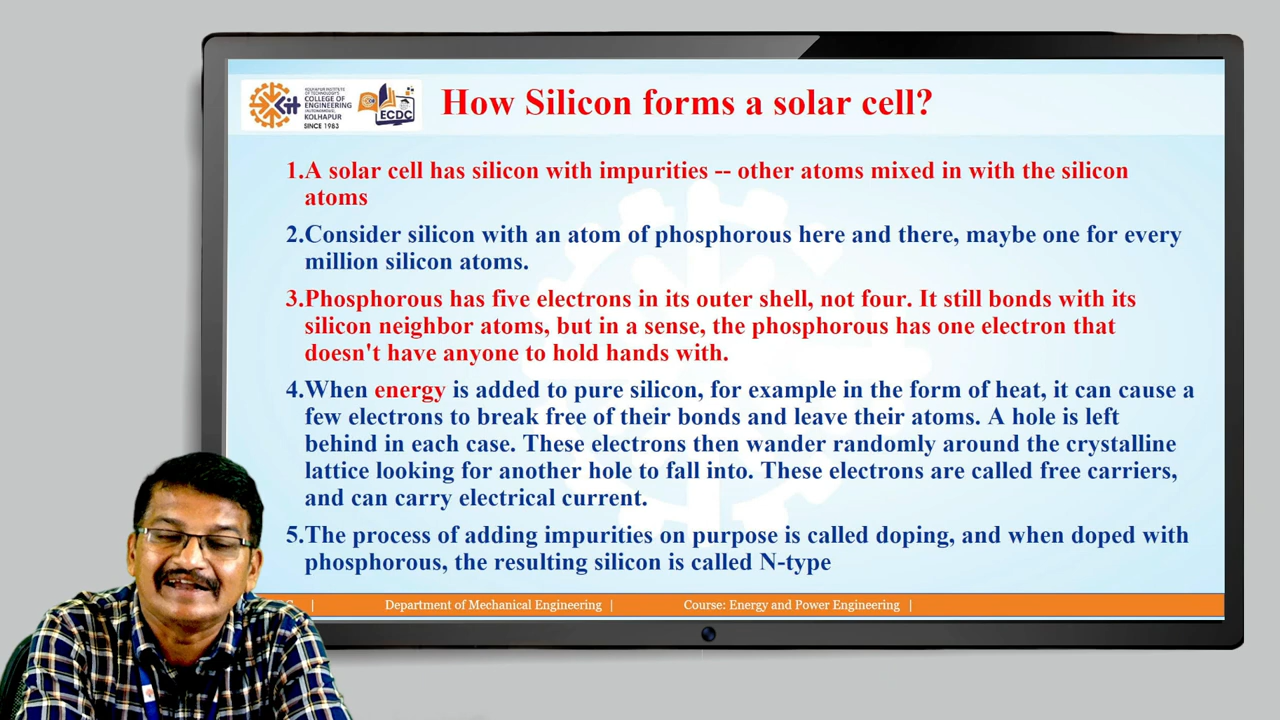 KOLHAPUR INSTITUTE
OF TECHNOLOGY'S
COLLEGE OF
ENGINEERING
(AUTONOMOUS),
KOLHAPUR
SINCE 1983
Kit
ECDC
How Silicon forms a solar cell?
1.A solar cell has silicon with impurities -- other atoms mixed in with the silicon
atoms
2.Consider silicon with an atom of phosphorous here and there, maybe one for every
million silicon atoms.
3.Phosphorous has five electrons in its outer shell, not four. It still bonds with its
silicon neighbor atoms, but in a sense, the phosphorous has one electron that
doesn't have anyone to hold hands with.
4.When energy is added to pure silicon, for example in the form of heat, it can cause a
few electrons to break free of their bonds and leave their atoms. A hole is left
behind in each case. These electrons then wander randomly around the crystalline
lattice looking for another hole to fall into. These electrons are called free carriers,
and can carry electrical current.
5.The process of adding impurities on purpose is called doping, and when doped with
phosphorous, the resulting silicon is called N-type
| Department of Mechanical Engineering | Course: Energy and Power Engineering |